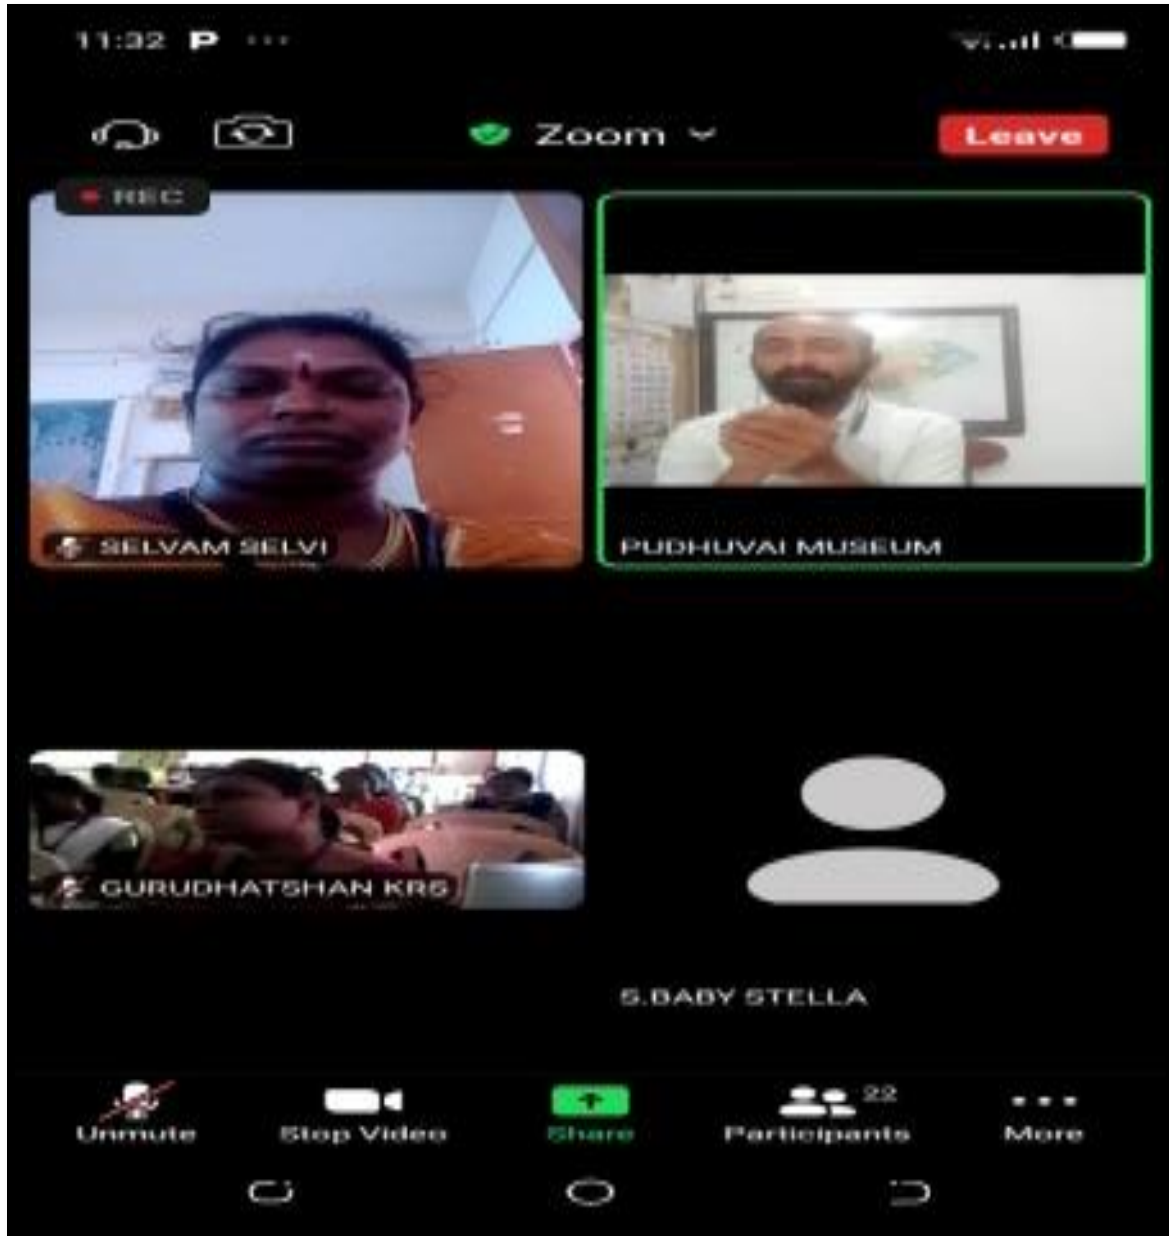 11:32 P ...
Zoom
Leave
REC
SELVAM SELVI
PUDHUVAI MUSEUM
GURUDHATSHAN KRS
S.BABY STELLA
22
Unmute
Stop Video
Share
Participants
More